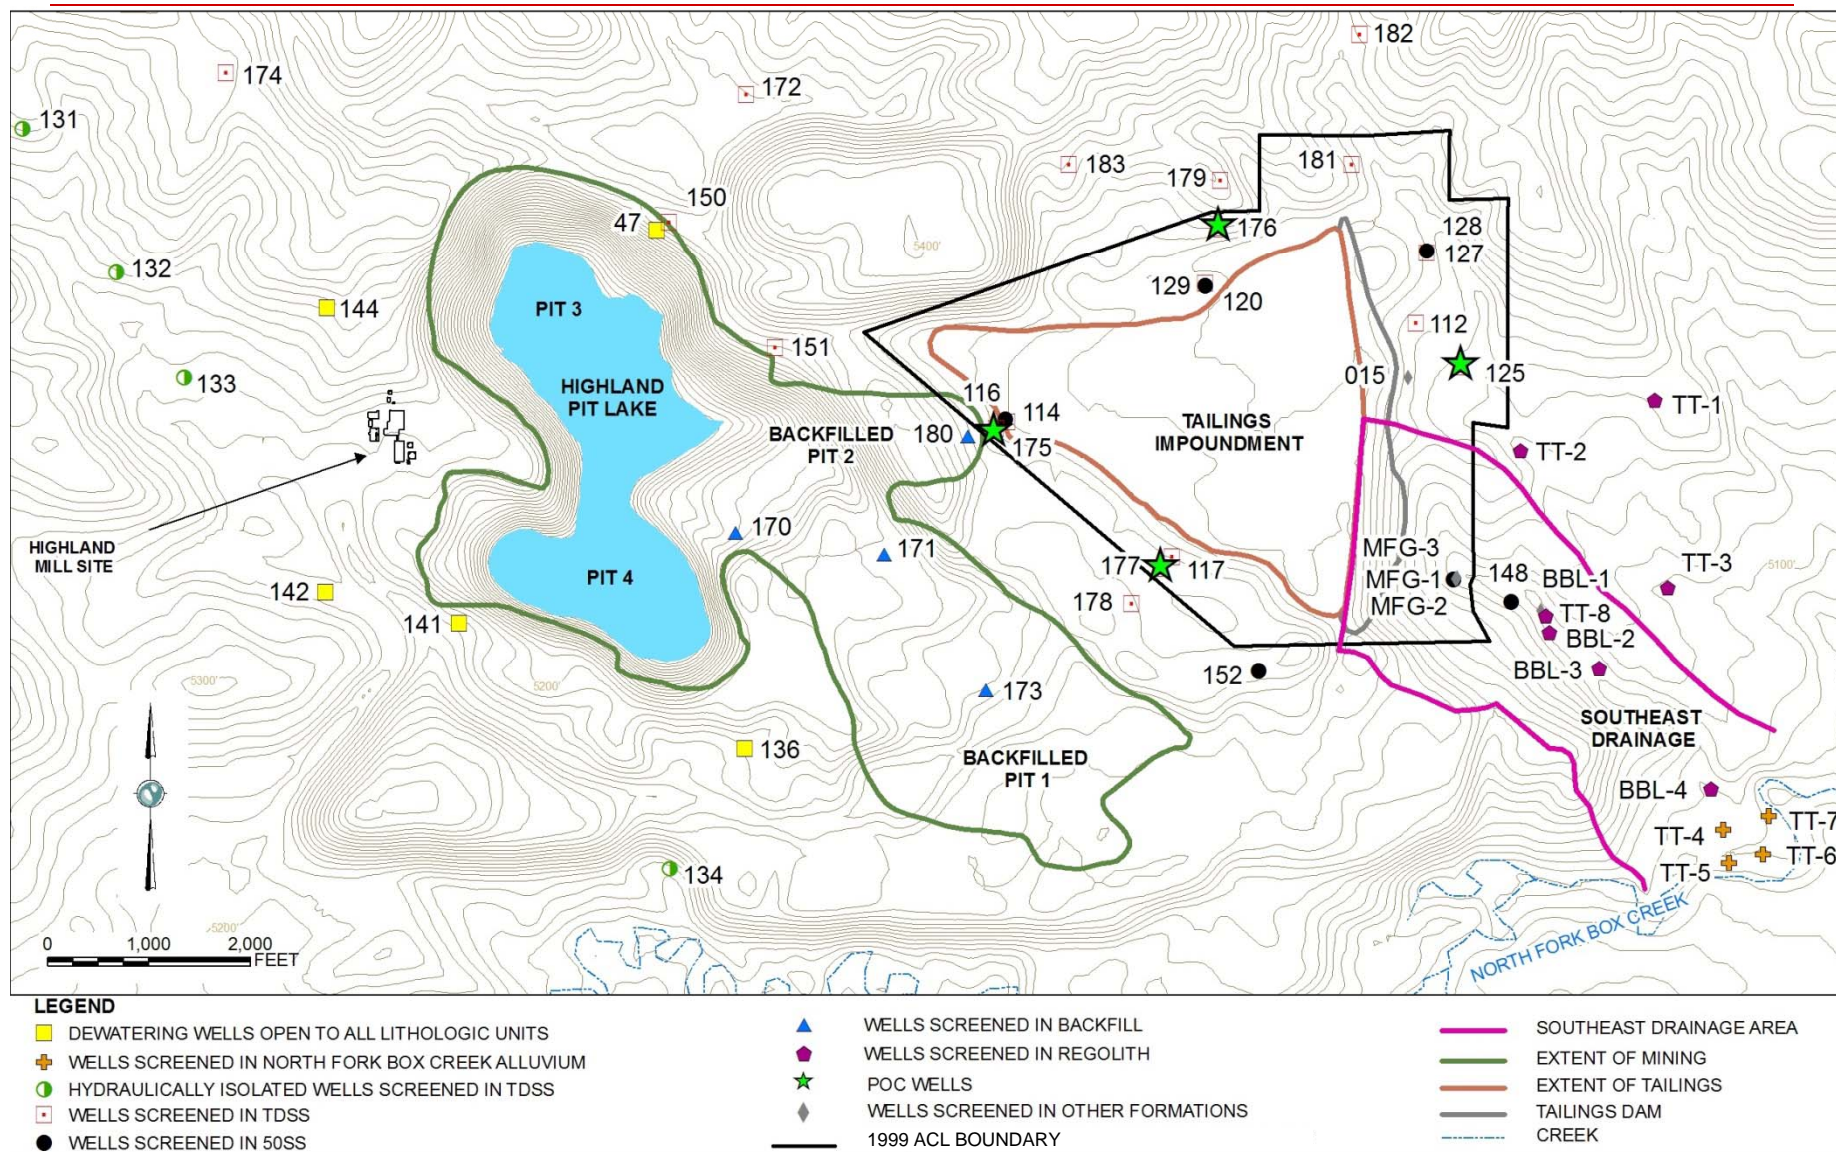 182
174
172
131
183
179
181
150
47
176
128
127
132
5400'
144
PIT 3
129
120
112
151
133
015
125
HIGHLAND
PIT LAKE
116
114
TT-1
180
175
BACKFILLED
PIT 2
TAILINGS
IMPOUNDMENT
TT-2
170
171
HIGHLAND
MILL SITE
MFG-3
177
117
MFG-1
148
BBL-1
TT-3
5100'
PIT 4
142
178
MFG-2
TT-8
141
BBL-2
152
BBL-3
5300'
5200'
173
SOUTHEAST
DRAINAGE
136
BACKFILLED
PIT 1
BBL-4
TT-7
TT-4
TT-6
134
TT-5
5200'
NORTH FORK BOX CREEK
0 1,000 2,000
FEET
LEGEND
DEWATERING WELLS OPEN TO ALL LITHOLOGIC UNITS
WELLS SCREENED IN NORTH FORK BOX CREEK ALLUVIUM
HYDRAULICALLY ISOLATED WELLS SCREENED IN TDSS
WELLS SCREENED IN TDSS
WELLS SCREENED IN 50SS
WELLS SCREENED IN BACKFILL
WELLS SCREENED IN REGOLITH
POC WELLS
WELLS SCREENED IN OTHER FORMATIONS
1999 ACL BOUNDARY
SOUTHEAST DRAINAGE AREA
EXTENT OF MINING
EXTENT OF TAILINGS
TAILINGS DAM
CREEK